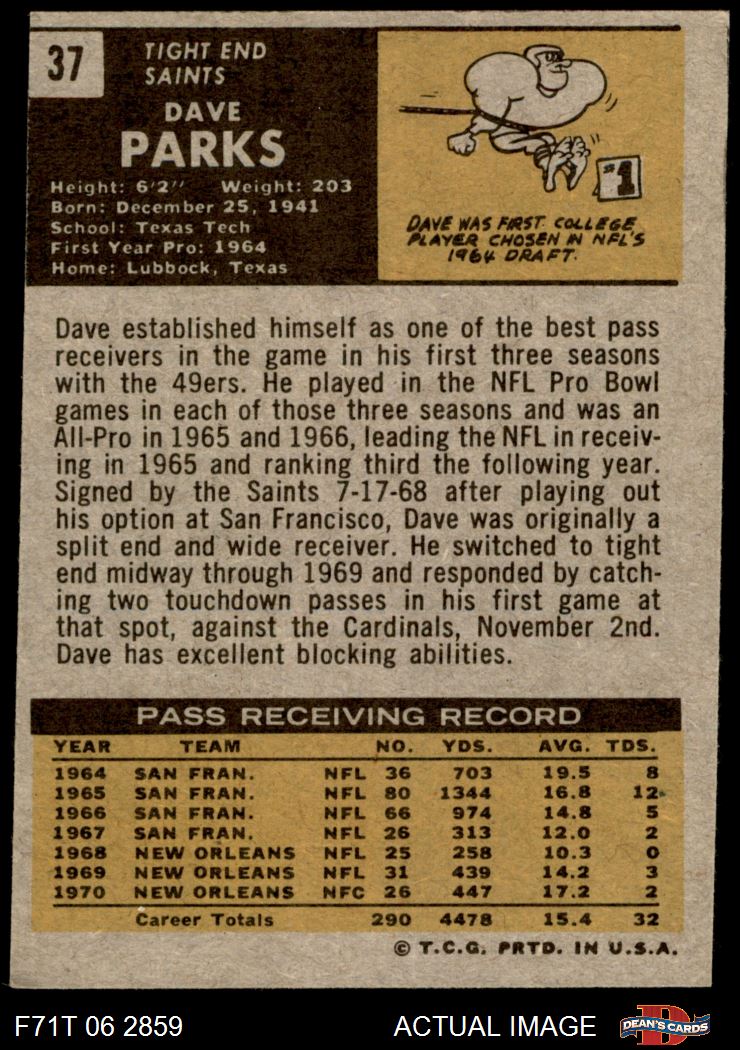 37
TIGHT END
SAINTS
DAVE
PARKS
Height: 6'2" Weight: 203
Born: December 25, 1941
School: Texas Tech
First Year Pro: 1964
Home: Lubbock, Texas
#1
DAVE WAS FIRST COLLEGE
PLAYER CHOSEN IN NFL'S
1964 DRAFT.
Dave established himself as one of the best pass
receivers in the game in his first three seasons
with the 49ers. He played in the NFL Pro Bowl
games in each of those three seasons and was an
All-Pro in 1965 and 1966, leading the NFL in receiv-
ing in 1965 and ranking third the following year.
Signed by the Saints 7-17-68 after playing out
his option at San Francisco, Dave was originally a
split end and wide receiver. He switched to tight
end midway through 1969 and responded by catch-
ing two touchdown passes in his first game at
that spot, against the Cardinals, November 2nd.
Dave has excellent blocking abilities.
PASS RECEIVING RECORD
YEAR TEAM NO. YDS. AVG. TDS.
1964 SAN FRAN. NFL 36 703 19.5 8
1965 SAN FRAN. NFL 80 1344 16.8 12
1966 SAN FRAN. NFL 66 974 14.8 5
1967 SAN FRAN. NFL 26 313 12.0 2
1968 NEW ORLEANS NFL 25 258 10.3 0
1969 NEW ORLEANS NFL 31 439 14.2 3
1970 NEW ORLEANS NFC 26 447 17.2 2
Career Totals 290 4478 15.4 32
© T.C.G. PRTD. IN U.S.A.
F71T 06 2859 ACTUAL IMAGE D DEAN'S CARDS